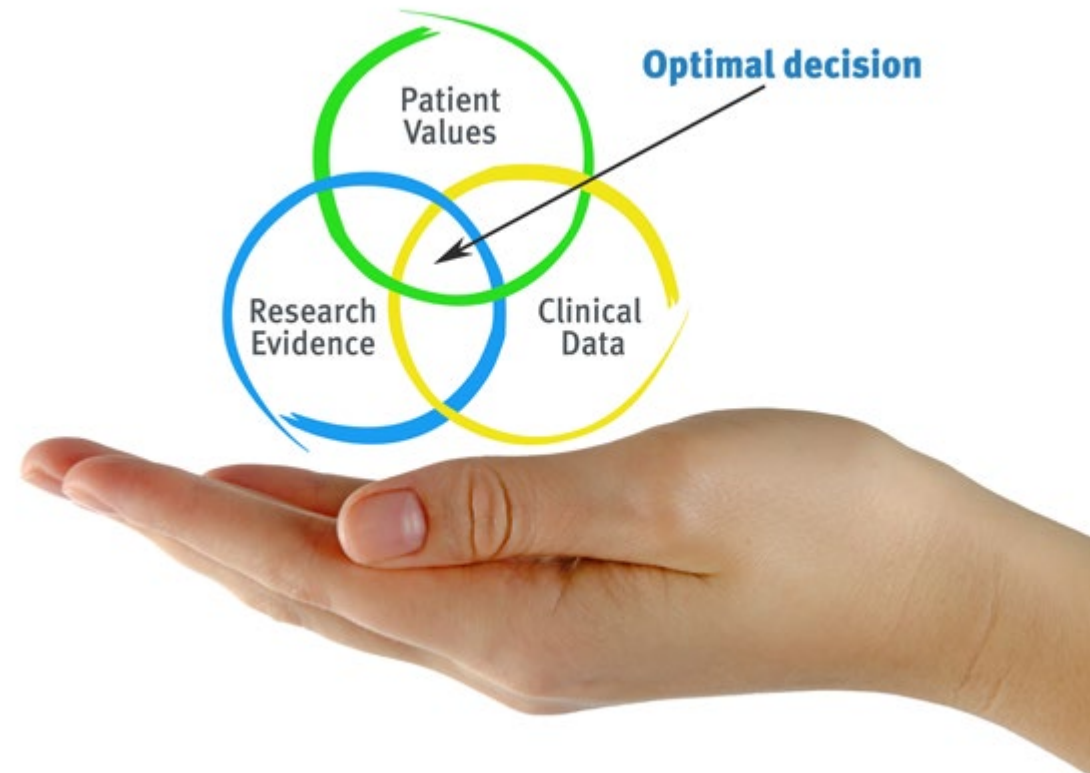 Optimal decision
Patient
Values
Research
Evidence
Clinical
Data